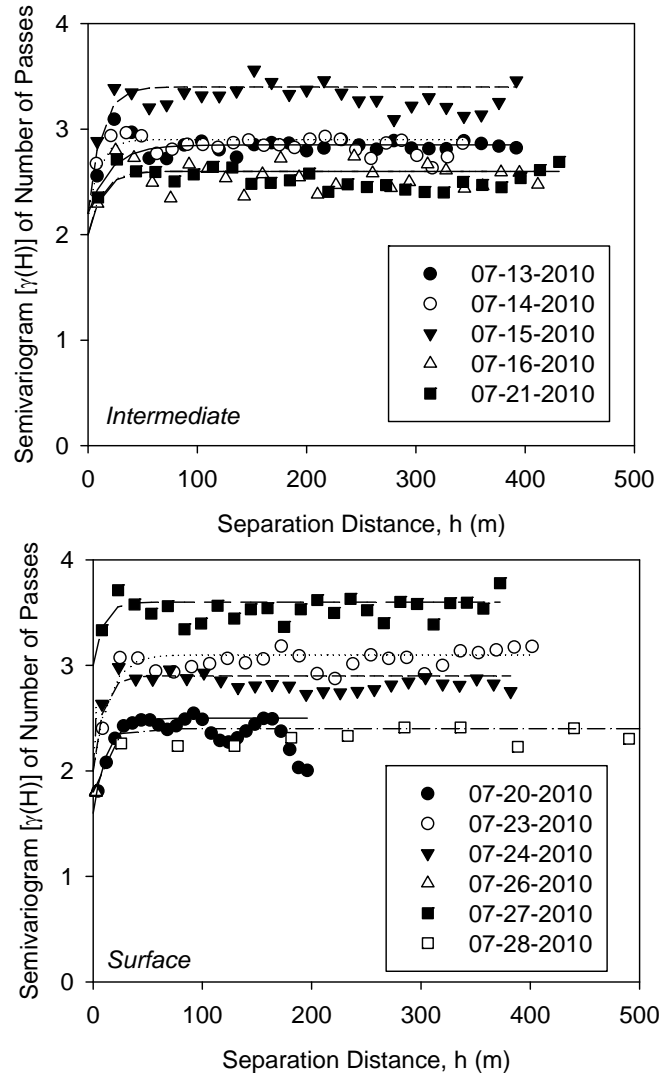 4
3
2
1
0
Semivariogram [γ(H)] of Number of Passes
Intermediate
07-13-2010
07-14-2010
07-15-2010
07-16-2010
07-21-2010
0 100 200 300 400 500
Separation Distance, h (m)
4
3
2
1
0
Semivariogram [γ(H)] of Number of Passes
Surface
07-20-2010
07-23-2010
07-24-2010
07-26-2010
07-27-2010
07-28-2010
0 100 200 300 400 500
Separation Distance, h (m)